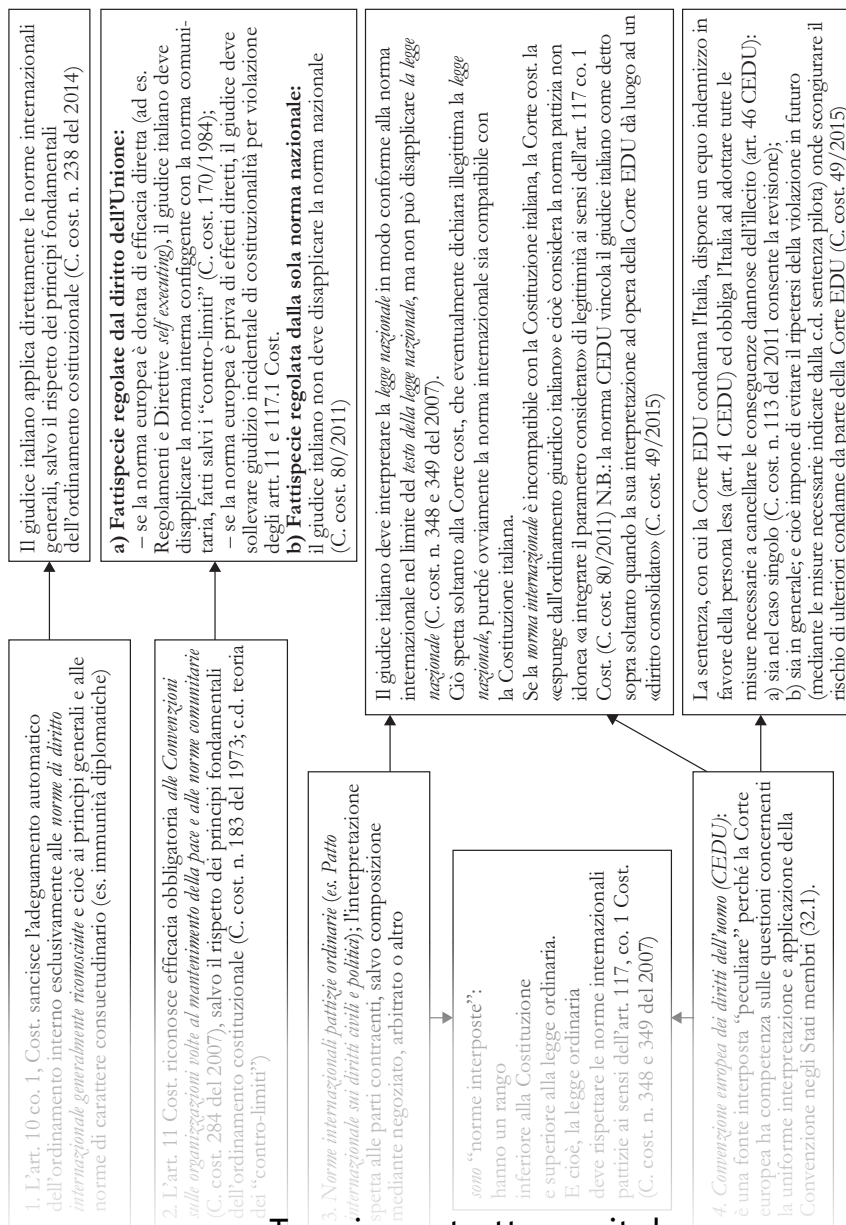 1. L'art. 10 co. 1, Cost. sancisce l'adeguamento automatico
dell'ordinamento interno esclusivamente alle norme di diritto
internazionale generalmente riconosciute e cioè ai principi generali e alle
norme di carattere consuetudinario (es. immunità diplomatiche)
Il giudice italiano applica direttamente le norme internazionali
generali, salvo il rispetto dei principi fondamentali
dell'ordinamento costituzionale (C. cost. n. 238 del 2014)
2. L'art. 11 Cost. riconosce efficacia obbligatoria alle Convenzioni
sulle organizzazioni volte al mantenimento della pace e alle norme comunitarie
(C. cost. 284 del 2007), salvo il rispetto dei principi fondamentali
dell'ordinamento costituzionale (C. cost. n. 183 del 1973; c.d. teoria
dei "contro-limiti")
a) Fattispecie regolate dal diritto dell'Unione:
– se la norma europea è dotata di efficacia diretta (ad es.
Regolamenti e Direttive self executing), il giudice italiano deve
disapplicare la norma interna confliggente con la norma comuni-
taria, fatti salvi i "contro-limiti" (C. cost. 170/1984);
– se la norma europea è priva di effetti diretti, il giudice deve
sollevare giudizio incidentale di costituzionalità per violazione
degli artt. 11 e 117.1 Cost.
b) Fattispecie regolata dalla sola norma nazionale:
il giudice italiano non deve disapplicare la norma nazionale
(C. cost. 80/2011)
3. Norme internazionali pattizie ordinarie (es. Patto
internazionale sui diritti civili e politici); l'interpretazione
spetta alle parti contraenti, salvo composizione
mediante negoziato, arbitrato o altro
sono "norme interposte":
hanno un rango
inferiore alla Costituzione
e superiore alla legge ordinaria.
E cioè, la legge ordinaria
deve rispettare le norme internazionali
pattizie ai sensi dell'art. 117, co. 1 Cost.
(C. cost. n. 348 e 349 del 2007)
Il giudice italiano deve interpretare la legge nazionale in modo conforme alla norma
internazionale nel limite del testo della legge nazionale, ma non può disapplicare la legge
nazionale (C. cost. n. 348 e 349 del 2007).
Ciò spetta soltanto alla Corte cost., che eventualmente dichiara illegittima la legge
nazionale, purché ovviamente la norma internazionale sia compatibile con
la Costituzione italiana.
Se la norma internazionale è incompatibile con la Costituzione italiana, la Corte cost. la
«espunge dall'ordinamento giuridico italiano» e cioè considera la norma pattizia non
idonea «a integrare il parametro considerato» di legittimità ai sensi dell'art. 117 co. 1
Cost. (C. cost. 80/2011) N.B.: la norma CEDU vincola il giudice italiano come detto
sopra soltanto quando la sua interpretazione ad opera della Corte EDU dà luogo ad un
«diritto consolidato» (C. cost. 49/2015)
4. Convenzione europea dei diritti dell'uomo (CEDU):
è una fonte interposta "peculiare" perché la Corte
europea ha competenza sulle questioni concernenti
la uniforme interpretazione e applicazione della
Convenzione negli Stati membri (32.1).
La sentenza, con cui la Corte EDU condanna l'Italia, dispone un equo indennizzo in
favore della persona lesa (art. 41 CEDU) ed obbliga l'Italia ad adottare tutte le
misure necessarie a cancellare le conseguenze dannose dell'illecito (art. 46 CEDU):
a) sia nel caso singolo (C. cost. n. 113 del 2011 consente la revisione);
b) sia in generale; e cioè impone di evitare il ripetersi della violazione in futuro
(mediante le misure necessarie indicate dalla c.d. sentenza pilota) onde scongiurare il
rischio di ulteriori condanne da parte della Corte EDU (C. cost. 49/2015)